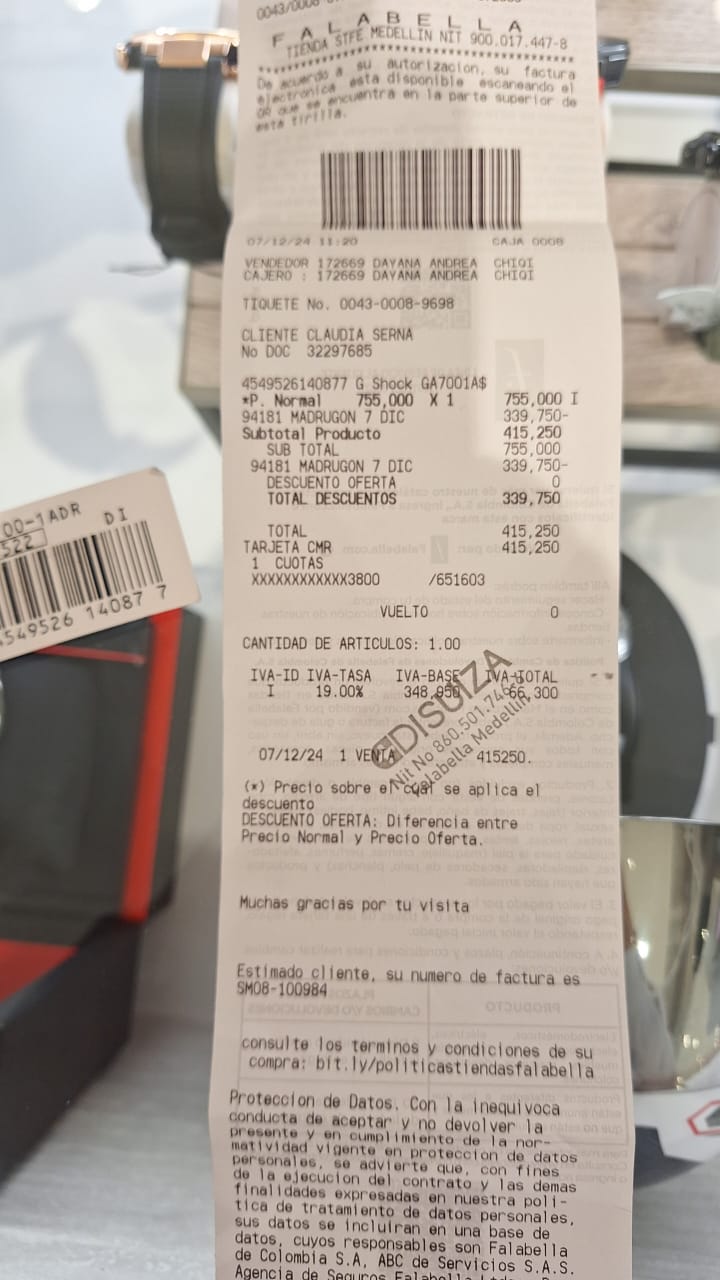 0043/0008
FALABELLA
TIENDA STFE MEDELLIN NIT 900.017.447-8
****************************************
De acuerdo a su autorizacion, su factura
electronica esta disponible escaneando el
QR que se encuentra en la parte superior de
esta tirilla.
07/12/24 11:20 CAJA 0008
VENDEDOR 172669 DAYANA ANDREA CHIQI
CAJERO : 172669 DAYANA ANDREA CHIQI
TIQUETE No. 0043-0008-9698
CLIENTE CLAUDIA SERNA
No DOC 32297685
4549526140877 G Shock GA7001A$
*P. Normal 755,000 X 1 755,000 I
94181 MADRUGON 7 DIC 339,750-
Subtotal Producto 415,250
SUB TOTAL 755,000
94181 MADRUGON 7 DIC 339,750-
DESCUENTO OFERTA 0
TOTAL DESCUENTOS 339,750
TOTAL 415,250
TARJETA CMR 415,250
1 CUOTAS
XXXXXXXXXXXX3800 /651603
VUELTO 0
CANTIDAD DE ARTICULOS: 1.00
IVA-ID IVA-TASA IVA-BASE IVA-TOTAL
I 19.00% 348,950 66,300
DISUIZA
Nit No 860.501.746-
Falabella Medellin
07/12/24 1 VENTA 415250.
(*) Precio sobre el cual se aplica el
descuento
DESCUENTO OFERTA: Diferencia entre
Precio Normal y Precio Oferta.
Muchas gracias por tu visita
Estimado cliente, su numero de factura es
SM08-100984
consulte los terminos y condiciones de su
compra: bit.ly/politicastiendasfalabella
Proteccion de Datos. Con la inequivoca
conducta de aceptar y no devolver la
presente y en cumplimiento de la nor-
matividad vigente en proteccion de datos
personales, se advierte que, con fines
de la ejecucion del contrato y las demas
finalidades expresadas en nuestra poli-
tica de tratamiento de datos personales,
sus datos se incluiran en una base de
datos, cuyos responsables son Falabella
de Colombia S.A, ABC de Servicios S.A.S.
Agencia de Seguros Falabella
00-1ADR DI
522
4549526 14087 7